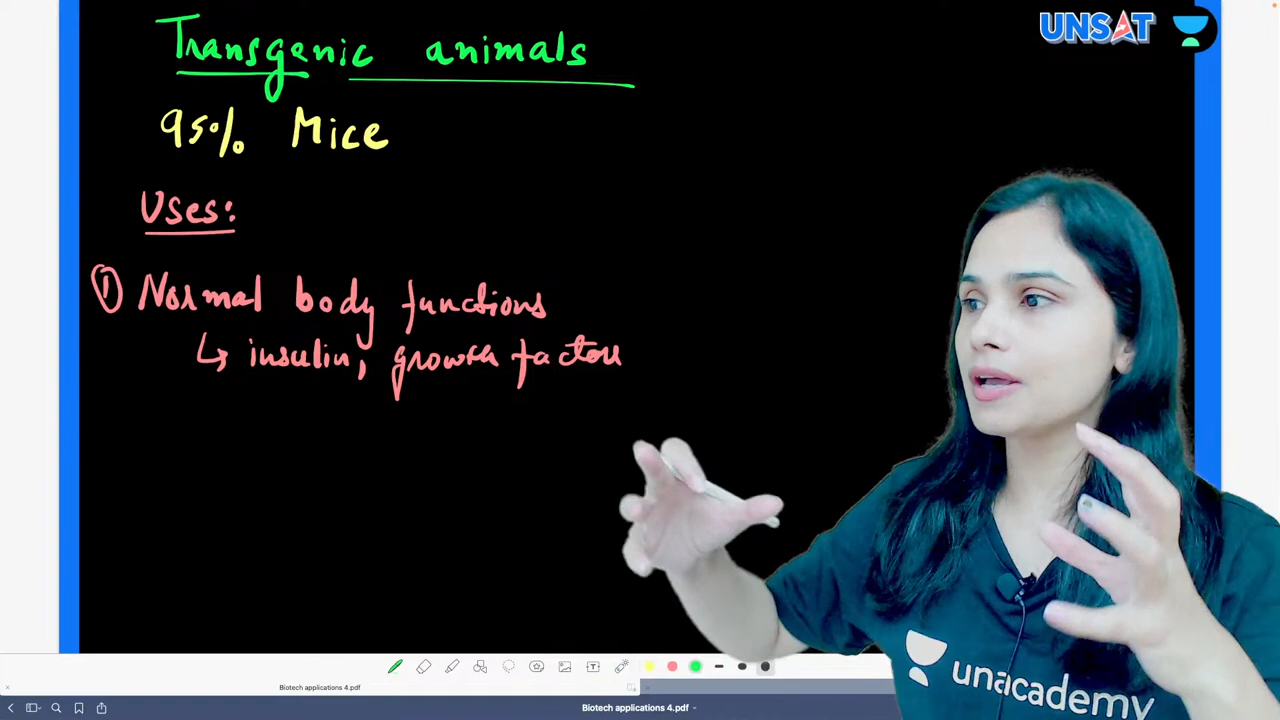 Transgenic animals
UNSAT
95% Mice
Uses:
① Normal body functions
↳ insulin, growth factors
unacademy
Biotech applications 4.pdf
Biotech applications 4.pdf